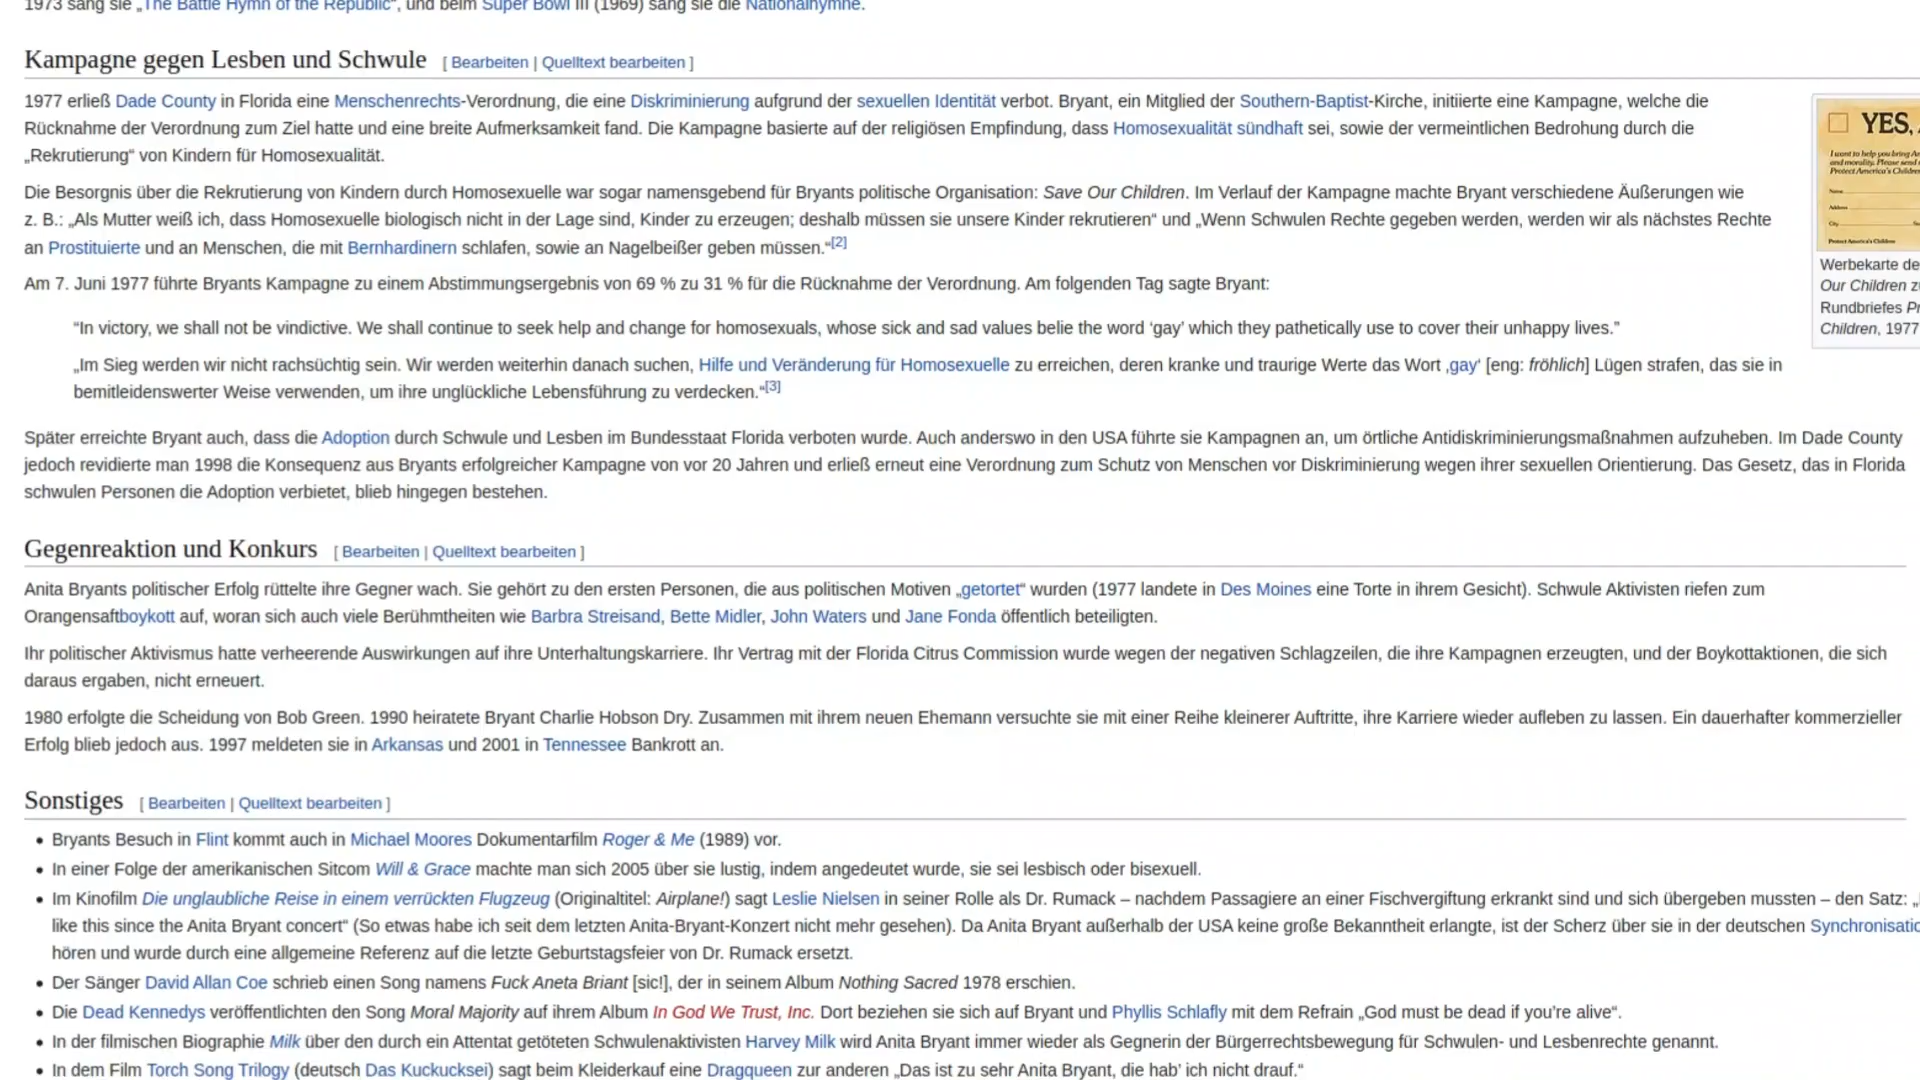 1973 sang sie „The Battle Hymn of the Republic“, und beim Super Bowl III (1969) sang sie die Nationalhymne.
Kampagne gegen Lesben und Schwule [ Bearbeiten | Quelltext bearbeiten ]
1977 erließ Dade County in Florida eine Menschenrechts-Verordnung, die eine Diskriminierung aufgrund der sexuellen Identität verbot. Bryant, ein Mitglied der Southern-Baptist-Kirche, initiierte eine Kampagne, welche die
Rücknahme der Verordnung zum Ziel hatte und eine breite Aufmerksamkeit fand. Die Kampagne basierte auf der religiösen Empfindung, dass Homosexualität sündhaft sei, sowie der vermeintlichen Bedrohung durch die
„Rekrutierung“ von Kindern für Homosexualität.
Die Besorgnis über die Rekrutierung von Kindern durch Homosexuelle war sogar namensgebend für Bryants politische Organisation: Save Our Children. Im Verlauf der Kampagne machte Bryant verschiedene Äußerungen wie
z. B.: „Als Mutter weiß ich, dass Homosexuelle biologisch nicht in der Lage sind, Kinder zu erzeugen; deshalb müssen sie unsere Kinder rekrutieren“ und „Wenn Schwulen Rechte gegeben werden, werden wir als nächstes Rechte
an Prostituierte und an Menschen, die mit Bernhardinern schlafen, sowie an Nagelbeißer geben müssen.“[2]
Am 7. Juni 1977 führte Bryants Kampagne zu einem Abstimmungsergebnis von 69 % zu 31 % für die Rücknahme der Verordnung. Am folgenden Tag sagte Bryant:
“In victory, we shall not be vindictive. We shall continue to seek help and change for homosexuals, whose sick and sad values belie the word ‘gay’ which they pathetically use to cover their unhappy lives.”
„Im Sieg werden wir nicht rachsüchtig sein. Wir werden weiterhin danach suchen, Hilfe und Veränderung für Homosexuelle zu erreichen, deren kranke und traurige Werte das Wort ‚gay‘ [eng: fröhlich] Lügen strafen, das sie in
bemitleidenswerter Weise verwenden, um ihre unglückliche Lebensführung zu verdecken.“[3]
Später erreichte Bryant auch, dass die Adoption durch Schwule und Lesben im Bundesstaat Florida verboten wurde. Auch anderswo in den USA führte sie Kampagnen an, um örtliche Antidiskriminierungsmaßnahmen aufzuheben. Im Dade County
jedoch revidierte man 1998 die Konsequenz aus Bryants erfolgreicher Kampagne von vor 20 Jahren und erließ erneut eine Verordnung zum Schutz von Menschen vor Diskriminierung wegen ihrer sexuellen Orientierung. Das Gesetz, das in Florida
schwulen Personen die Adoption verbietet, blieb hingegen bestehen.
YES,
I want to help you bring
and morality. Please send
Protect America's
Name
Address
City
Protect America's Children
Werbekarte de
Our Children z
Rundbriefes Pr
Children, 1977
Gegenreaktion und Konkurs [ Bearbeiten | Quelltext bearbeiten ]
Anita Bryants politischer Erfolg rüttelte ihre Gegner wach. Sie gehört zu den ersten Personen, die aus politischen Motiven „getortet“ wurden (1977 landete in Des Moines eine Torte in ihrem Gesicht). Schwule Aktivisten riefen zum
Orangensaftboykott auf, woran sich auch viele Berühmtheiten wie Barbra Streisand, Bette Midler, John Waters und Jane Fonda öffentlich beteiligten.
Ihr politischer Aktivismus hatte verheerende Auswirkungen auf ihre Unterhaltungskarriere. Ihr Vertrag mit der Florida Citrus Commission wurde wegen der negativen Schlagzeilen, die ihre Kampagnen erzeugten, und der Boykottaktionen, die sich
daraus ergaben, nicht erneuert.
1980 erfolgte die Scheidung von Bob Green. 1990 heiratete Bryant Charlie Hobson Dry. Zusammen mit ihrem neuen Ehemann versuchte sie mit einer Reihe kleinerer Auftritte, ihre Karriere wieder aufleben zu lassen. Ein dauerhafter kommerzieller
Erfolg blieb jedoch aus. 1997 meldeten sie in Arkansas und 2001 in Tennessee Bankrott an.
Sonstiges [ Bearbeiten | Quelltext bearbeiten ]
• Bryants Besuch in Flint kommt auch in Michael Moores Dokumentarfilm Roger & Me (1989) vor.
• In einer Folge der amerikanischen Sitcom Will & Grace machte man sich 2005 über sie lustig, indem angedeutet wurde, sie sei lesbisch oder bisexuell.
• Im Kinofilm Die unglaubliche Reise in einem verrückten Flugzeug (Originaltitel: Airplane!) sagt Leslie Nielsen in seiner Rolle als Dr. Rumack – nachdem Passagiere an einer Fischvergiftung erkrankt sind und sich übergeben mussten – den Satz: „
like this since the Anita Bryant concert“ (So etwas habe ich seit dem letzten Anita-Bryant-Konzert nicht mehr gesehen). Da Anita Bryant außerhalb der USA keine große Bekanntheit erlangte, ist der Scherz über sie in der deutschen Synchronisatio
hören und wurde durch eine allgemeine Referenz auf die letzte Geburtstagsfeier von Dr. Rumack ersetzt.
• Der Sänger David Allan Coe schrieb einen Song namens Fuck Aneta Briant [sic!], der in seinem Album Nothing Sacred 1978 erschien.
• Die Dead Kennedys veröffentlichten den Song Moral Majority auf ihrem Album In God We Trust, Inc. Dort beziehen sie sich auf Bryant und Phyllis Schlafly mit dem Refrain „God must be dead if you’re alive“.
• In der filmischen Biographie Milk über den durch ein Attentat getöteten Schwulenaktivisten Harvey Milk wird Anita Bryant immer wieder als Gegnerin der Bürgerrechtsbewegung für Schwulen- und Lesbenrechte genannt.
• In dem Film Torch Song Trilogy (deutsch Das Kuckucksei) sagt beim Kleiderkauf eine Dragqueen zur anderen „Das ist zu sehr Anita Bryant, die hab’ ich nicht drauf.“